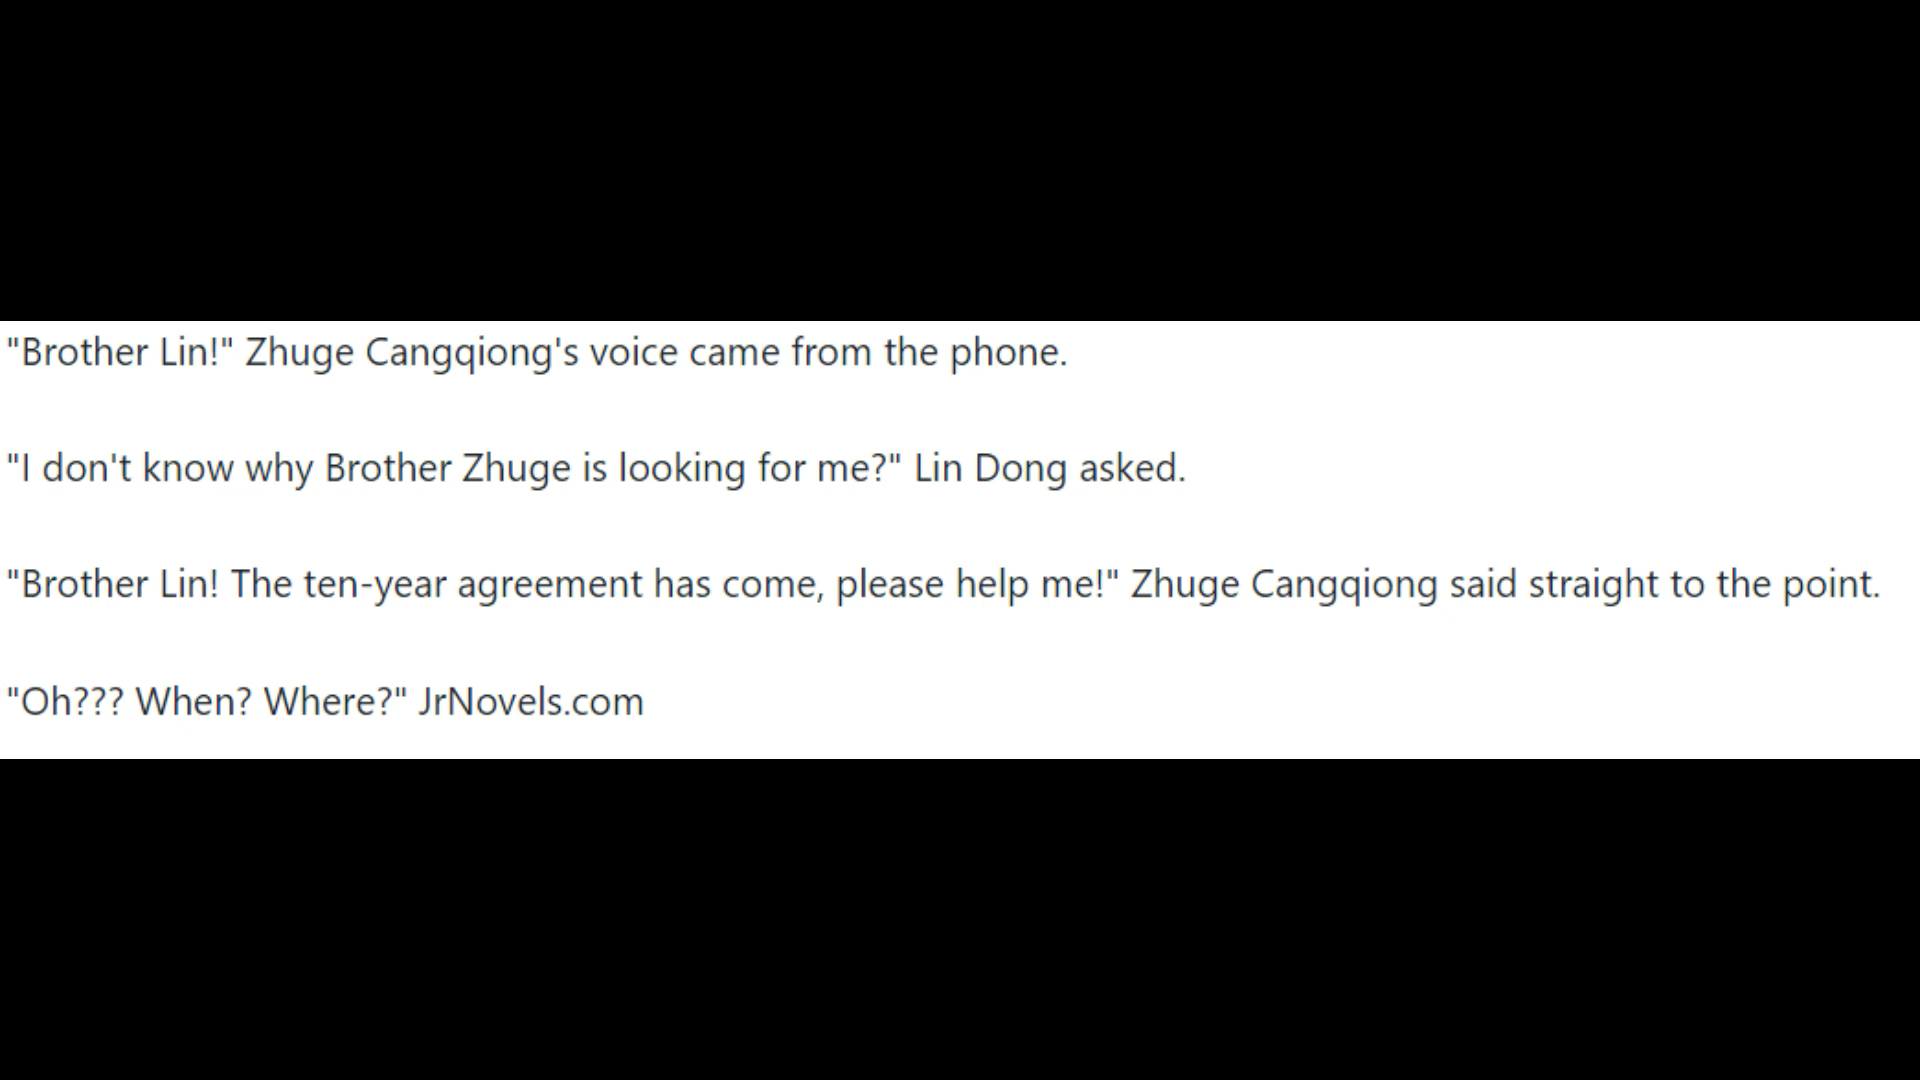 "Brother Lin!" Zhuge Cangqiong's voice came from the phone.
"I don't know why Brother Zhuge is looking for me?" Lin Dong asked.
"Brother Lin! The ten-year agreement has come, please help me!" Zhuge Cangqiong said straight to the point.
"Oh??? When? Where?" JrNovels.com